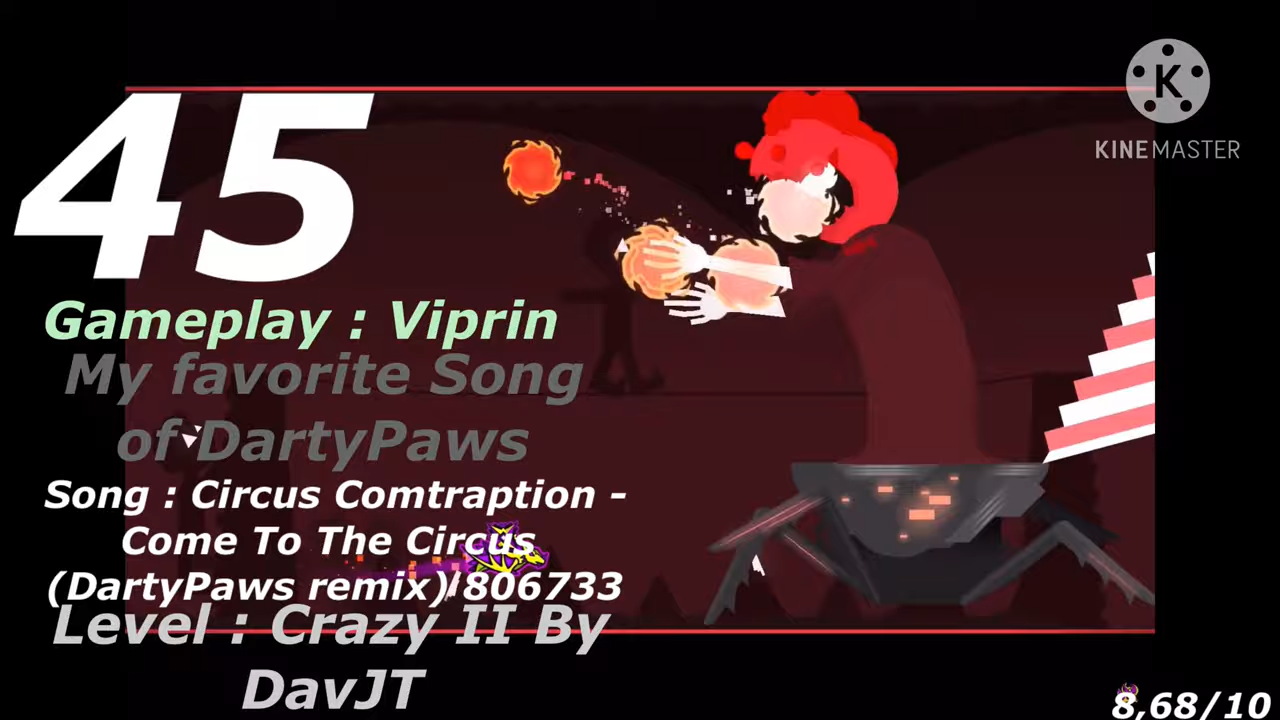 45
K
KINEMASTER
Gameplay : Viprin
My favorite Song
of DartyPaws
Song : Circus Comtraption -
Come To The Circus
(DartyPaws remix)/806733
Level : Crazy II By
DavJT
8,68/10